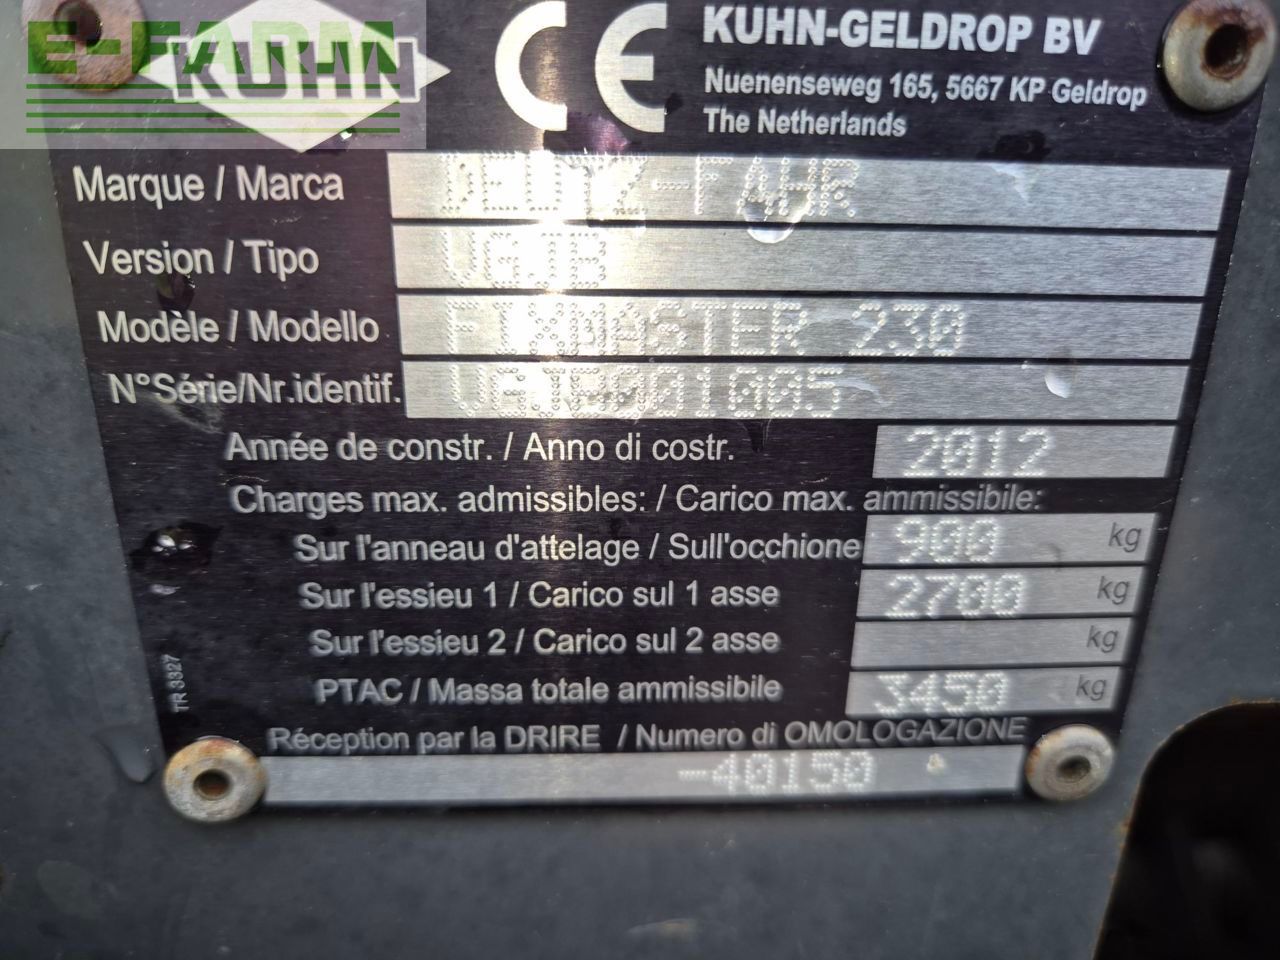 E-FARM
KUHN
CE
KUHN-GELDROP BV
Nuenenseweg 165, 5667 KP Geldrop
The Netherlands
Marque / Marca DEUTZ-FAHR
Version / Tipo VGJB
Modèle / Modello FIXMASTER 230
N°Série/Nr.identif. VGJB001005
Année de constr. / Anno di costr. 2012
Charges max. admissibles: / Carico max. ammissibile:
Sur l'anneau d'attelage / Sull'occhione 900 kg
Sur l'essieu 1 / Carico sul 1 asse 2700 kg
Sur l'essieu 2 / Carico sul 2 asse kg
PTAC / Massa totale ammissibile 3450 kg
Réception par la DRIRE / Numero di OMOLOGAZIONE
-40150
TR 3327